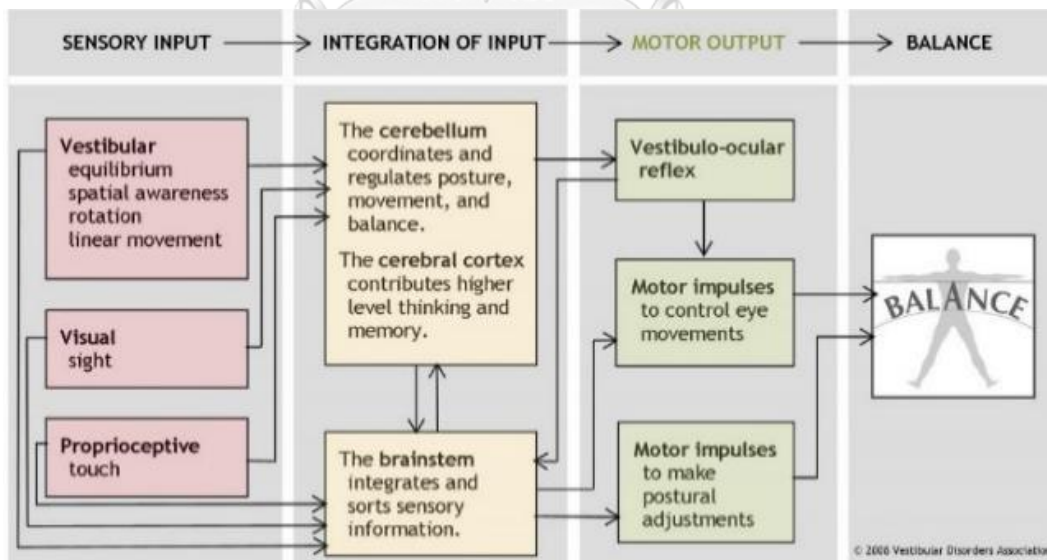 SENSORY INPUT
INTEGRATION OF INPUT
MOTOR OUTPUT
BALANCE
Vestibular
equilibrium
spatial awareness
rotation
linear movement
Visual
sight
Proprioceptive
touch
The cerebellum
coordinates and
regulates posture,
movement, and
balance.
The cerebral cortex
contributes higher
level thinking and
memory.
The brainstem
integrates and
sorts sensory
information.
Vestibulo-ocular
reflex
Motor impulses
to control eye
movements
Motor impulses
to make
postural
adjustments
BALANCE
© 2008 Vestibular Disorders Association